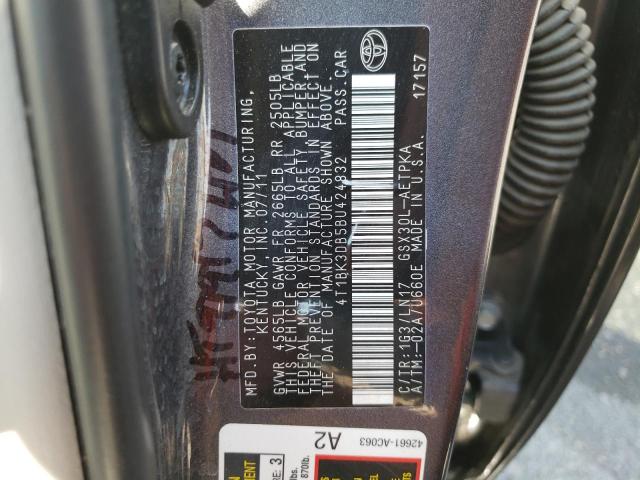 MFD.BY:TOYOTA MOTOR MANUFACTURING,
KENTUCKY, INC.07/11
GVWR 4565LB GAWR FR 2665LB RR 2505LB
THIS VEHICLE CONFORMS TO ALL APPLICABLE
FEDERAL MOTOR VEHICLE SAFETY, BUMPER,AND
THEFT PREVENTION STANDARDS IN EFFECT ON
THE DATE OF MANUFACTURE SHOWN ABOVE.
4T1BK3DB5BU424832 PASS.CAR
C/TR:1G3/LN17 GSX30L-AETPKA
A/TM:-02A/U660E MADE IN U.S.A. 17157
42661-AC063
A2